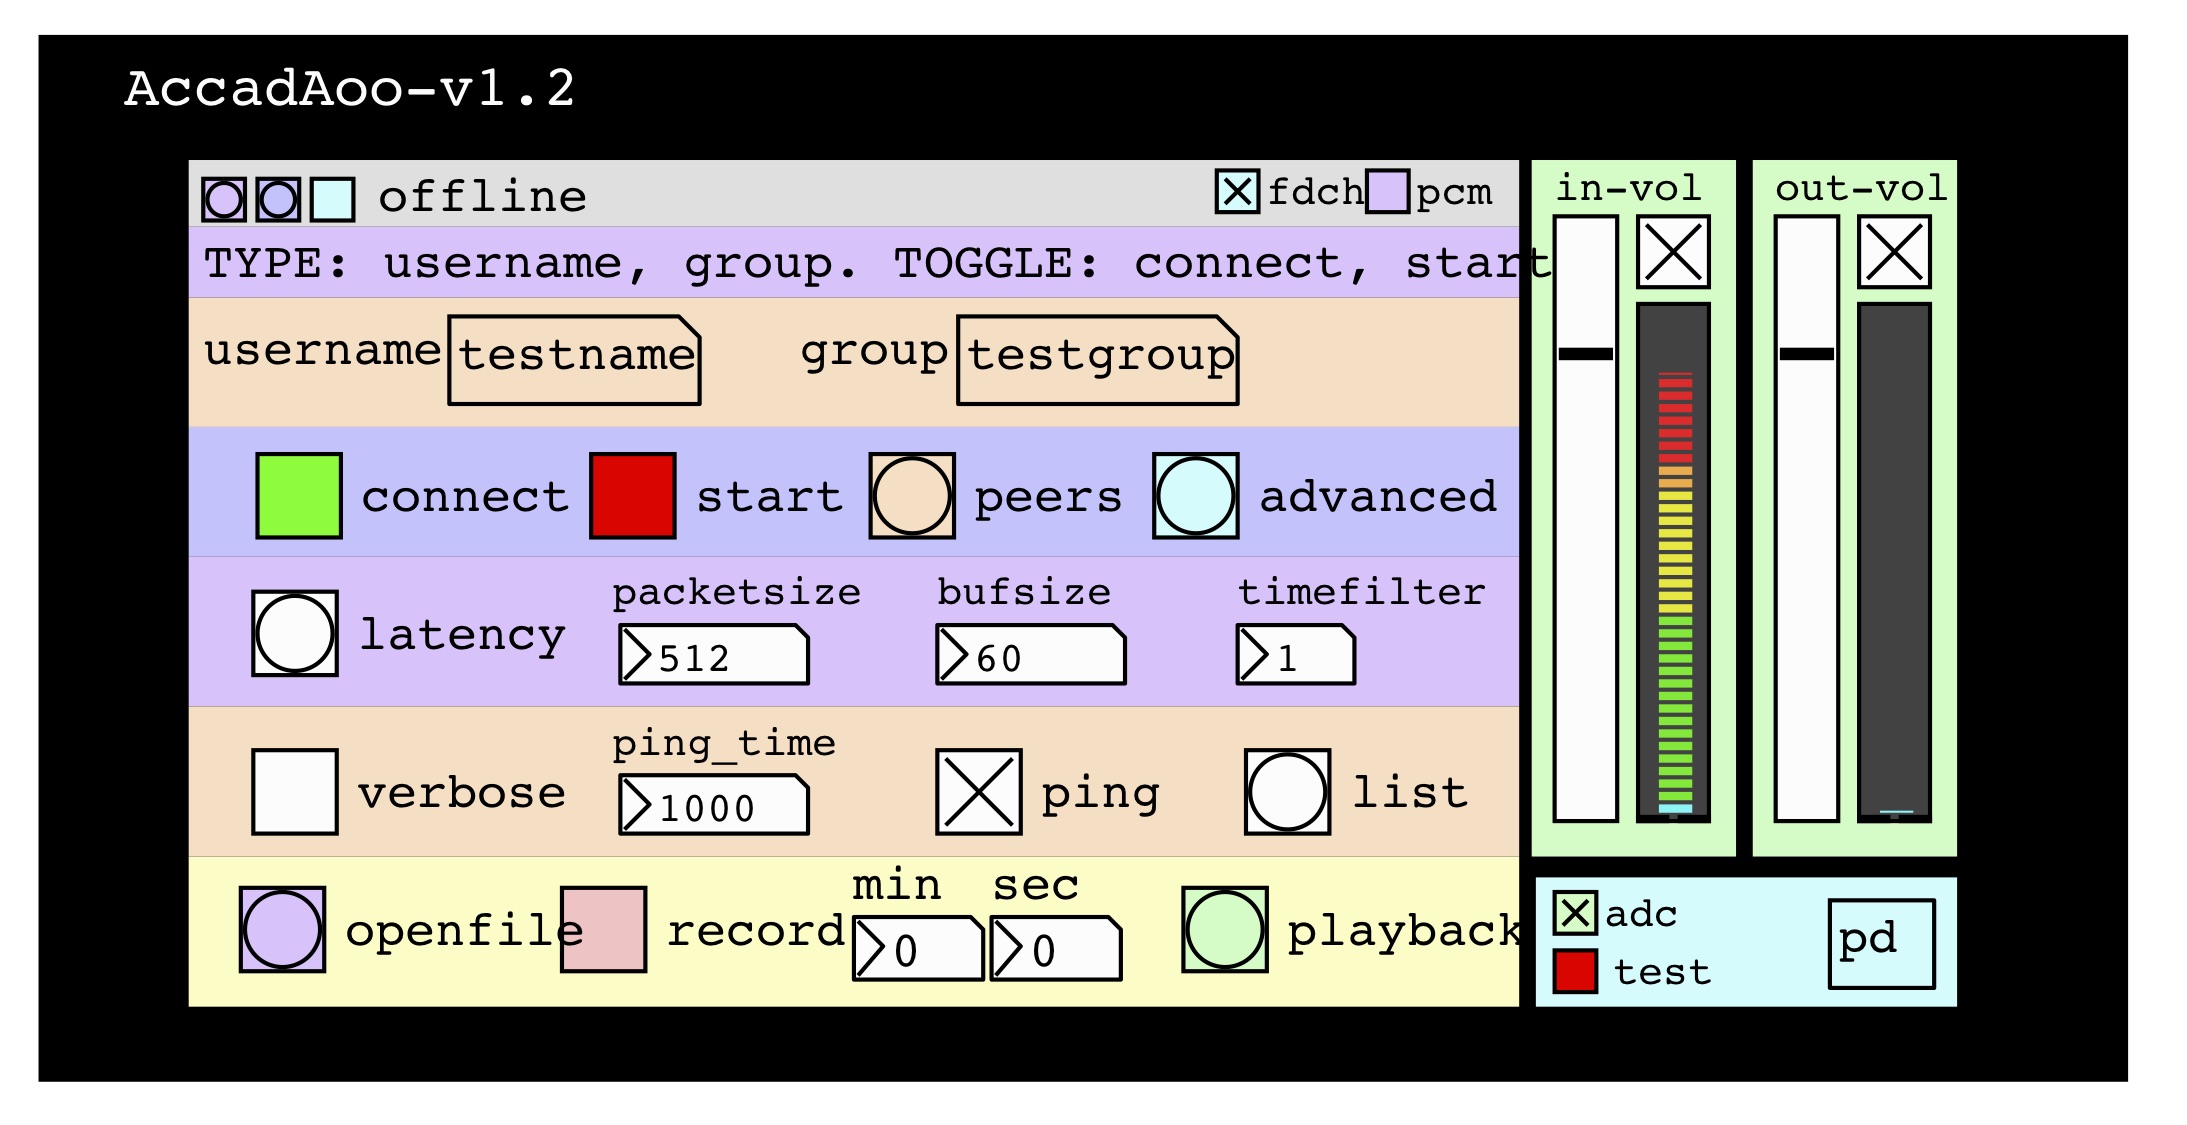 AccadAoo-v1.2
offline fdch pcm
TYPE: username, group. TOGGLE: connect, start
username testname group testgroup
connect start peers advanced
packetsize bufsize timefilter
latency 512 60 1
ping_time
verbose 1000 ping list
min sec
openfile record 0 0 playback
in-vol out-vol
adc
test
pd